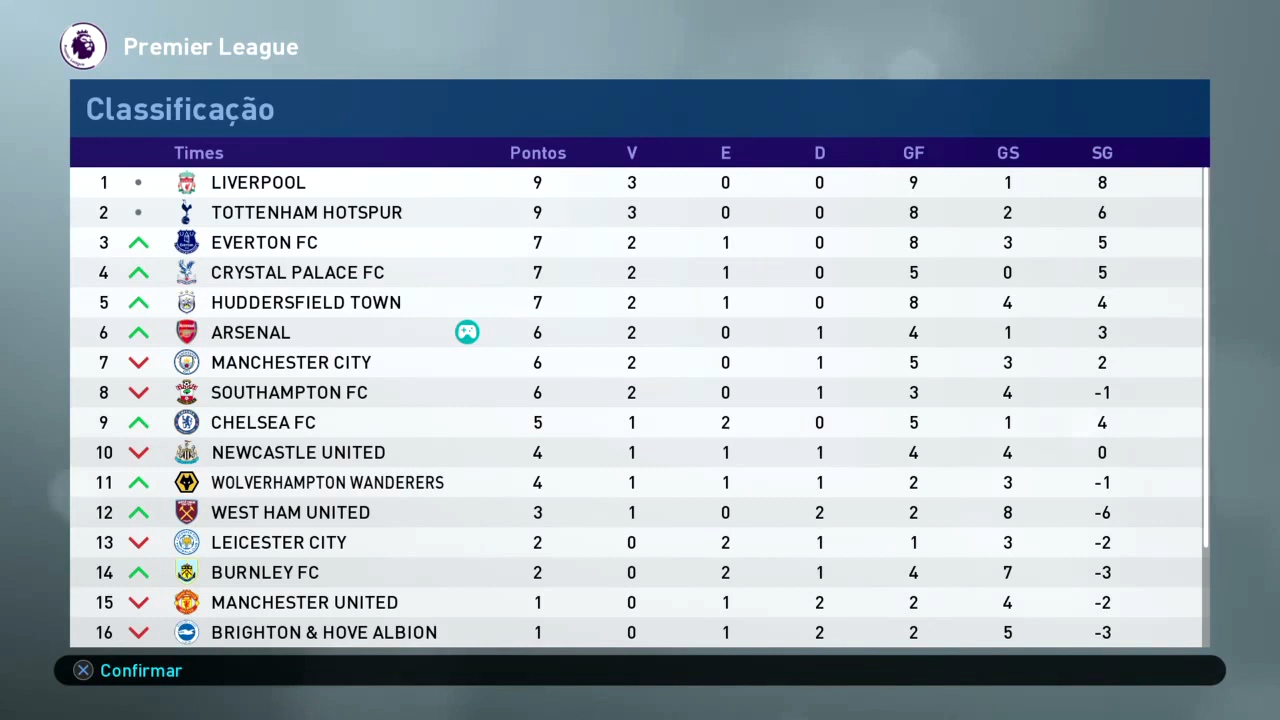 Premier League
Classificação
Times Pontos V E D GF GS SG
1 LIVERPOOL 9 3 0 0 9 1 8
2 TOTTENHAM HOTSPUR 9 3 0 0 8 2 6
3 EVERTON FC 7 2 1 0 8 3 5
4 CRYSTAL PALACE FC 7 2 1 0 5 0 5
5 HUDDERSFIELD TOWN 7 2 1 0 8 4 4
6 ARSENAL 6 2 0 1 4 1 3
7 MANCHESTER CITY 6 2 0 1 5 3 2
8 SOUTHAMPTON FC 6 2 0 1 3 4 -1
9 CHELSEA FC 5 1 2 0 5 1 4
10 NEWCASTLE UNITED 4 1 1 1 4 4 0
11 WOLVERHAMPTON WANDERERS 4 1 1 1 2 3 -1
12 WEST HAM UNITED 3 1 0 2 2 8 -6
13 LEICESTER CITY 2 0 2 1 1 3 -2
14 BURNLEY FC 2 0 2 1 4 7 -3
15 MANCHESTER UNITED 1 0 1 2 2 4 -2
16 BRIGHTON & HOVE ALBION 1 0 1 2 2 5 -3
Confirmar